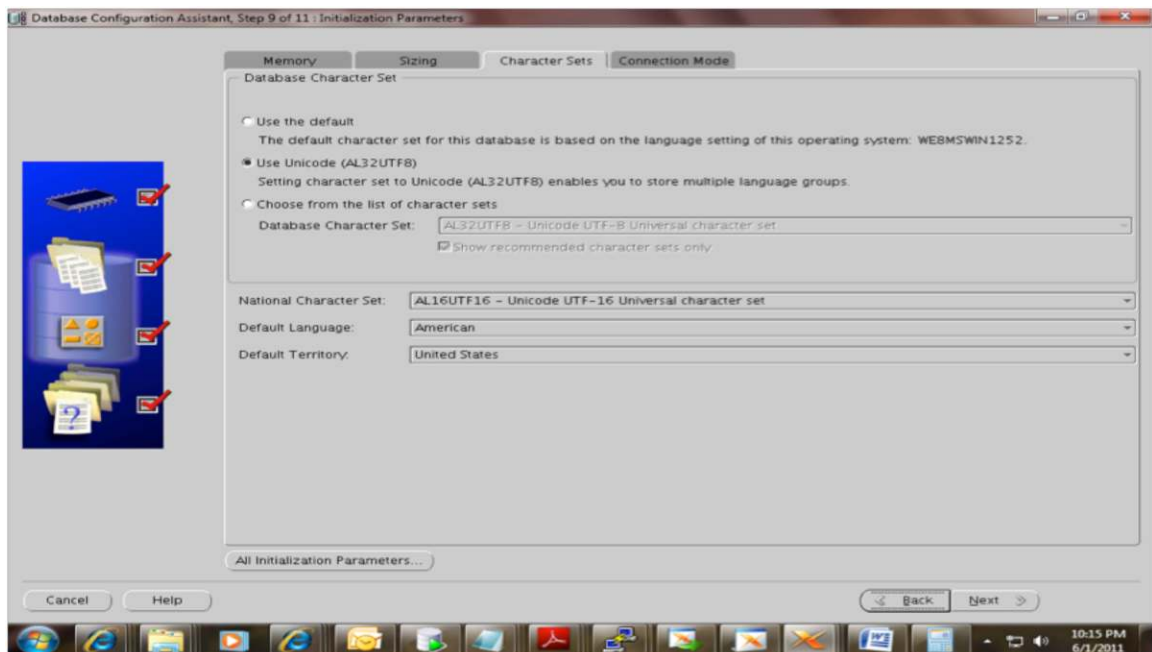 Database Configuration Assistant, Step 9 of 11 : Initialization Parameters
Memory Sizing Character Sets Connection Mode
Database Character Set
Use the default
The default character set for this database is based on the language setting of this operating system: WE8MSWIN1252.
Use Unicode (AL32UTF8)
Setting character set to Unicode (AL32UTF8) enables you to store multiple language groups.
Choose from the list of character sets
Database Character Set: AL32UTF8 - Unicode UTF-8 Universal character set
Show recommended character sets only
National Character Set: AL16UTF16 - Unicode UTF-16 Universal character set
Default Language: American
Default Territory: United States
?
All Initialization Parameters...
Cancel Help Back Next
10:15 PM
6/1/2011